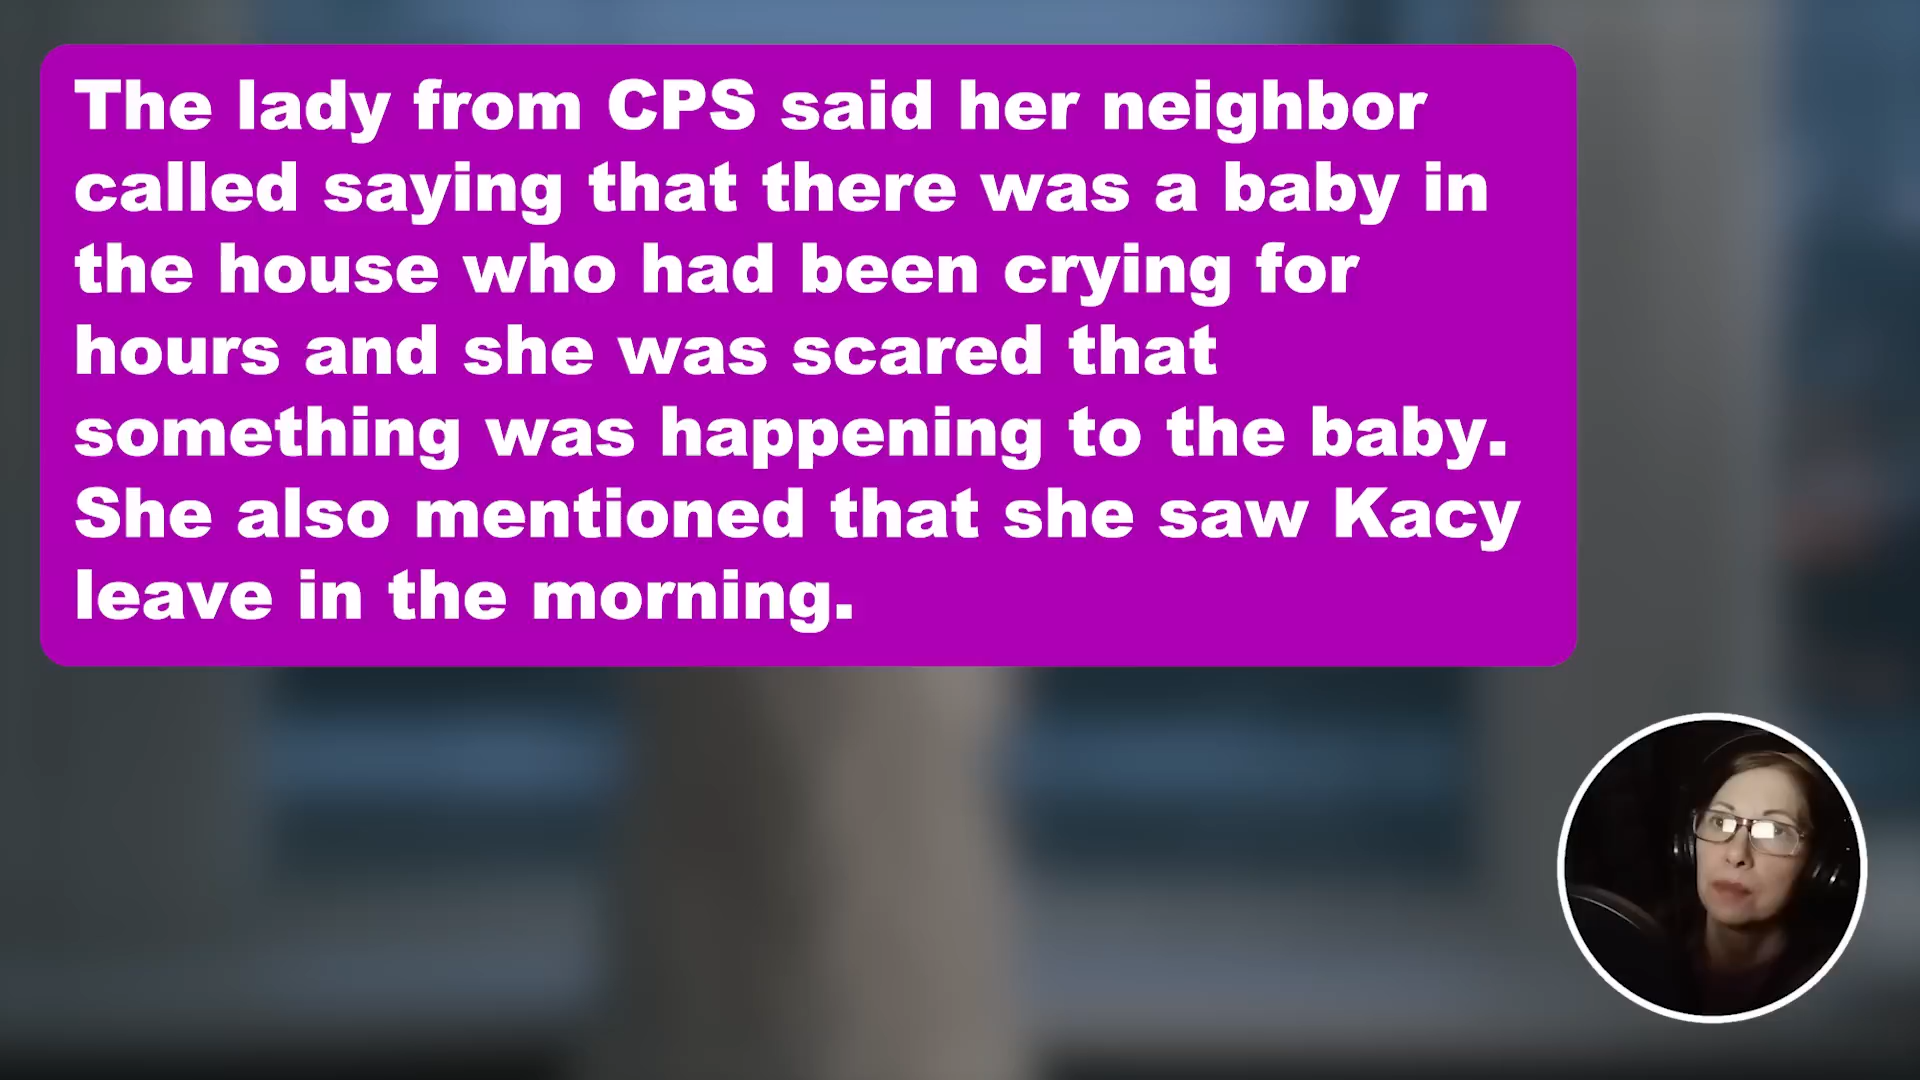 The lady from CPS said her neighbor
called saying that there was a baby in
the house who had been crying for
hours and she was scared that
something was happening to the baby.
She also mentioned that she saw Kacy
leave in the morning.